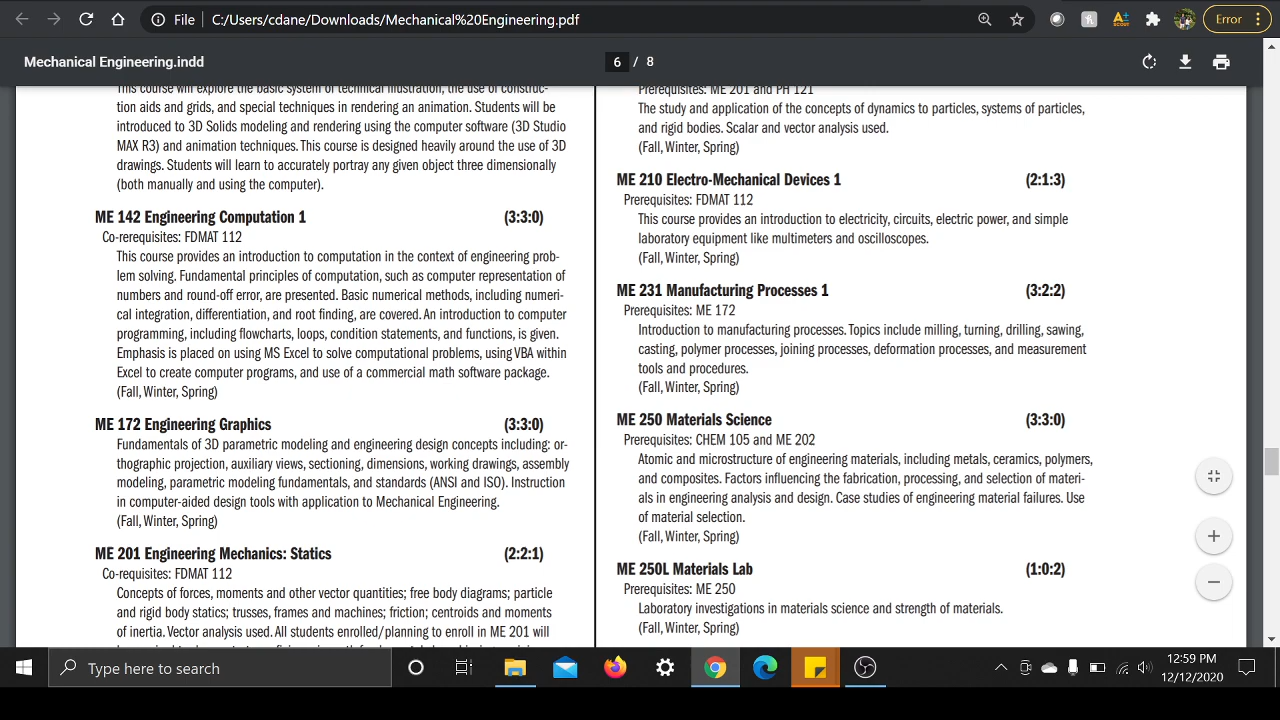 File
C:/Users/cdane/Downloads/Mechanical%20Engineering.pdf
Error
Mechanical Engineering.indd
6 / 8
This course will explore the basic system of technical illustration, the use of construc-
tion aids and grids, and special techniques in rendering an animation. Students will be
introduced to 3D Solids modeling and rendering using the computer software (3D Studio
MAX R3) and animation techniques. This course is designed heavily around the use of 3D
drawings. Students will learn to accurately portray any given object three dimensionally
(both manually and using the computer).
ME 142 Engineering Computation 1 (3:3:0)
Co-rerequisites: FDMAT 112
This course provides an introduction to computation in the context of engineering prob-
lem solving. Fundamental principles of computation, such as computer representation of
numbers and round-off error, are presented. Basic numerical methods, including numeri-
cal integration, differentiation, and root finding, are covered. An introduction to computer
programming, including flowcharts, loops, condition statements, and functions, is given.
Emphasis is placed on using MS Excel to solve computational problems, using VBA within
Excel to create computer programs, and use of a commercial math software package.
(Fall, Winter, Spring)
ME 172 Engineering Graphics (3:3:0)
Fundamentals of 3D parametric modeling and engineering design concepts including: or-
thographic projection, auxiliary views, sectioning, dimensions, working drawings, assembly
modeling, parametric modeling fundamentals, and standards (ANSI and ISO). Instruction
in computer-aided design tools with application to Mechanical Engineering.
(Fall, Winter, Spring)
ME 201 Engineering Mechanics: Statics (2:2:1)
Co-requisites: FDMAT 112
Concepts of forces, moments and other vector quantities; free body diagrams; particle
and rigid body statics; trusses, frames and machines; friction; centroids and moments
of inertia. Vector analysis used. All students enrolled/planning to enroll in ME 201 will
Prerequisites: ME 201 and PH 121
The study and application of the concepts of dynamics to particles, systems of particles,
and rigid bodies. Scalar and vector analysis used.
(Fall, Winter, Spring)
ME 210 Electro-Mechanical Devices 1 (2:1:3)
Prerequisites: FDMAT 112
This course provides an introduction to electricity, circuits, electric power, and simple
laboratory equipment like multimeters and oscilloscopes.
(Fall, Winter, Spring)
ME 231 Manufacturing Processes 1 (3:2:2)
Prerequisites: ME 172
Introduction to manufacturing processes. Topics include milling, turning, drilling, sawing,
casting, polymer processes, joining processes, deformation processes, and measurement
tools and procedures.
(Fall, Winter, Spring)
ME 250 Materials Science (3:3:0)
Prerequisites: CHEM 105 and ME 202
Atomic and microstructure of engineering materials, including metals, ceramics, polymers,
and composites. Factors influencing the fabrication, processing, and selection of materi-
als in engineering analysis and design. Case studies of engineering material failures. Use
of material selection.
(Fall, Winter, Spring)
ME 250L Materials Lab (1:0:2)
Prerequisites: ME 250
Laboratory investigations in materials science and strength of materials.
(Fall, Winter, Spring)
Type here to search
12:59 PM
12/12/2020